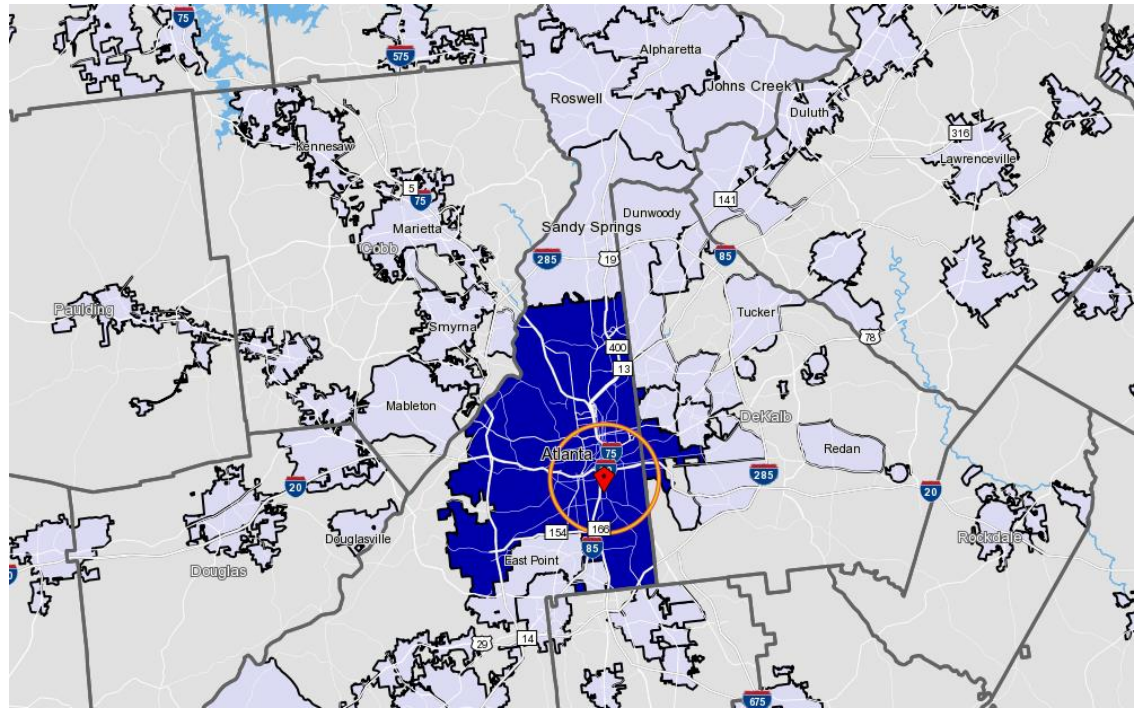 75
575
Alpharetta
Roswell
Johns Creek
Duluth
316
Lawrenceville
Kennesaw
5
75
Marietta
Cobb
141
Dunwoody
Sandy Springs
285
19
85
Paulding
Smyrna
Tucker
78
400
13
Mableton
DeKalb
Atlanta
75
Redan
285
20
20
154
166
Douglasville
85
East Point
Rockdale
Douglas
29
14
675